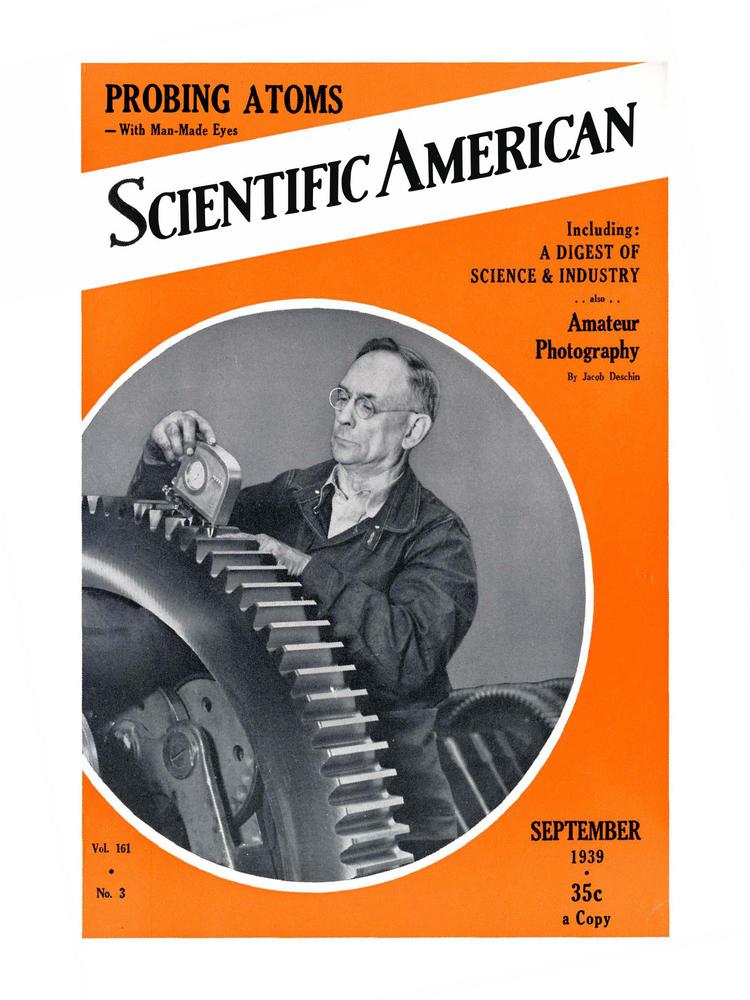 PROBING ATOMS
—With Man-Made Eyes
SCIENTIFIC AMERICAN
Including:
A DIGEST OF
SCIENCE & INDUSTRY
. . also . .
Amateur
Photography
By Jacob Deschin
Vol. 161
•
No. 3
SEPTEMBER
1939
•
35c
a Copy